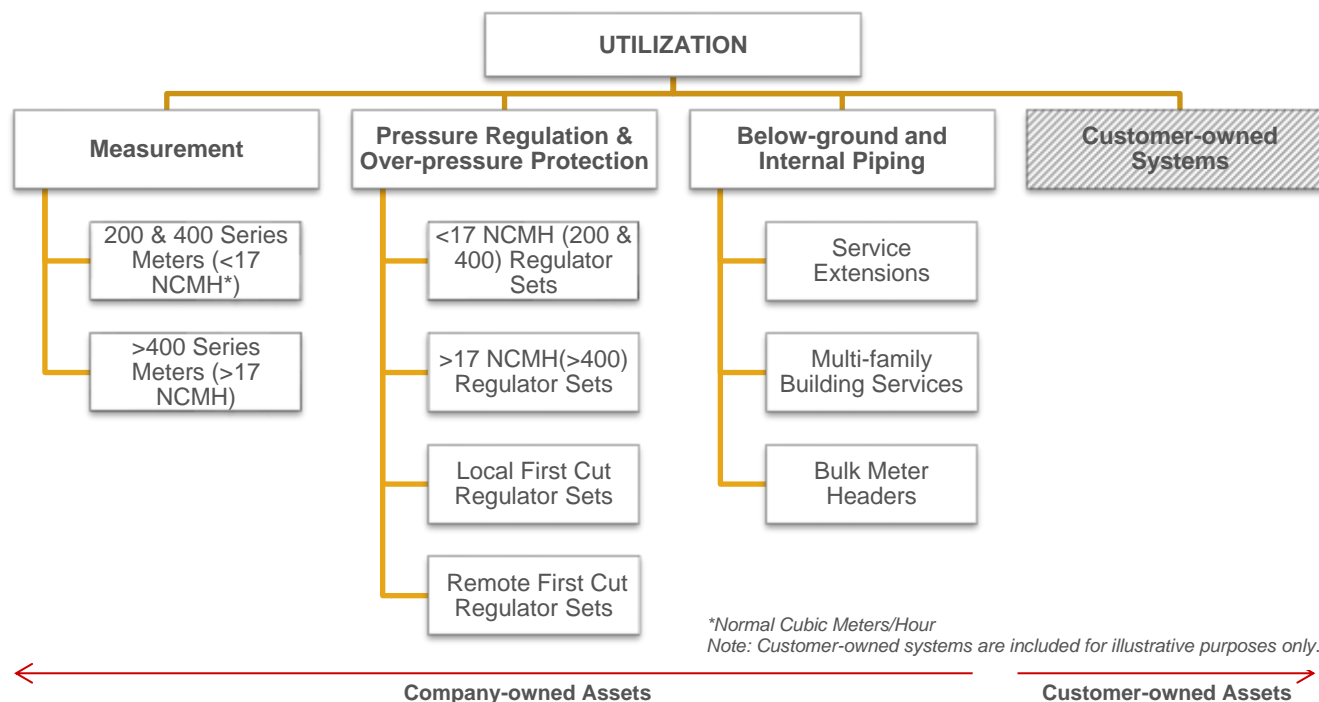 UTILIZATION
Measurement
Pressure Regulation &
Over-pressure Protection
Below-ground and
Internal Piping
Customer-owned
Systems
200 & 400 Series
Meters (<17
NCMH*)
>400 Series
Meters (>17
NCMH)
<17 NCMH (200 &
400) Regulator
Sets
>17 NCMH(>400)
Regulator Sets
Local First Cut
Regulator Sets
Remote First Cut
Regulator Sets
Service
Extensions
Multi-family
Building Services
Bulk Meter
Headers
*Normal Cubic Meters/Hour
Note: Customer-owned systems are included for illustrative purposes only.
Company-owned Assets
Customer-owned Assets